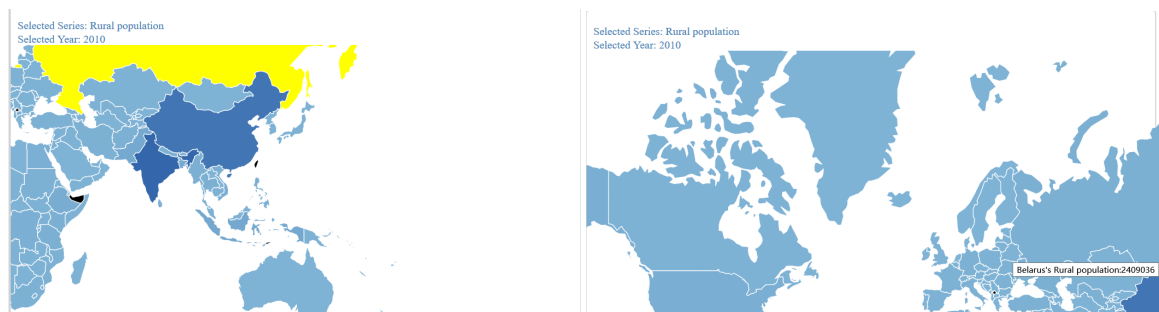 Selected Series: Rural population
Selected Year: 2010
Selected Series: Rural population
Selected Year: 2010
Belarus's Rural population:2409036